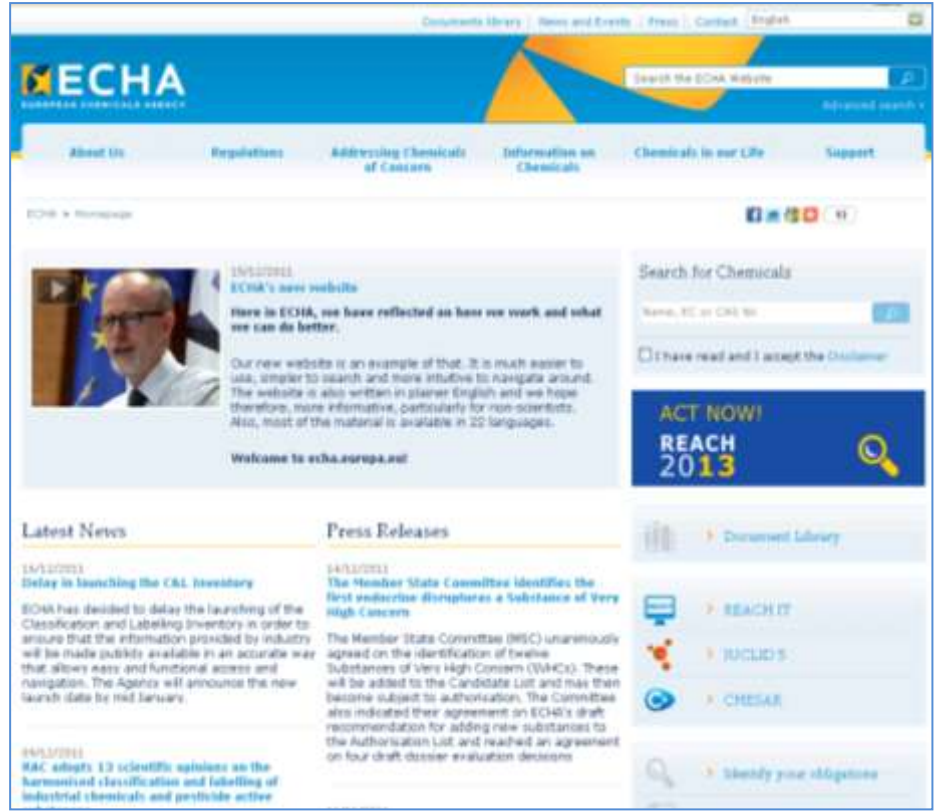 Documents library | News and Events | Press | Contact English
ECHA
EUROPEAN CHEMICALS AGENCY
Search the ECHA Website
Advanced search »
About Us
Regulations
Addressing Chemicals
of Concern
Information on
Chemicals
Chemicals in our Life
Support
ECHA > Homepage
15/12/2011
ECHA's new website
Here in ECHA, we have reflected on how we work and what
we can do better.
Our new website is an example of that. It is much easier to
use, simpler to search and more intuitive to navigate around.
The website is also written in plainer English and we hope
therefore, more informative, particularly for non-scientists.
Also, most of the material is available in 22 languages.
Welcome to echa.europa.eu!
Search for Chemicals
Name, EC or CAS No
I have read and I accept the Disclaimer
ACT NOW!
REACH
2013
Document Library
REACH IT
IUCLID 5
CHESAR
Identify your obligations
Latest News
Delay in launching the C&L Inventory
ECHA has decided to delay the launching of the
Classification and Labelling Inventory in order to
ensure that the information provided by industry
will be made publicly available in an accurate way
that allows easy and functional access and
navigation. The Agency will announce the new
launch date by mid January.
09/12/2011
RAC adopts 13 scientific opinions on the
harmonised classification and labelling of
industrial chemicals and pesticide active
Press Releases
14/12/2011
The Member State Committee identifies the
first endocrine disruptor as a Substance of Very
High Concern
The Member State Committee (MSC) unanimously
agreed on the identification of twelve
Substances of Very High Concern (SVHCs). These
will be added to the Candidate List and may then
become subject to authorisation. The Committee
also indicated their agreement on ECHA's draft
recommendation for adding new substances to
the Authorisation List and reached an agreement
on four draft dossier evaluation decisions